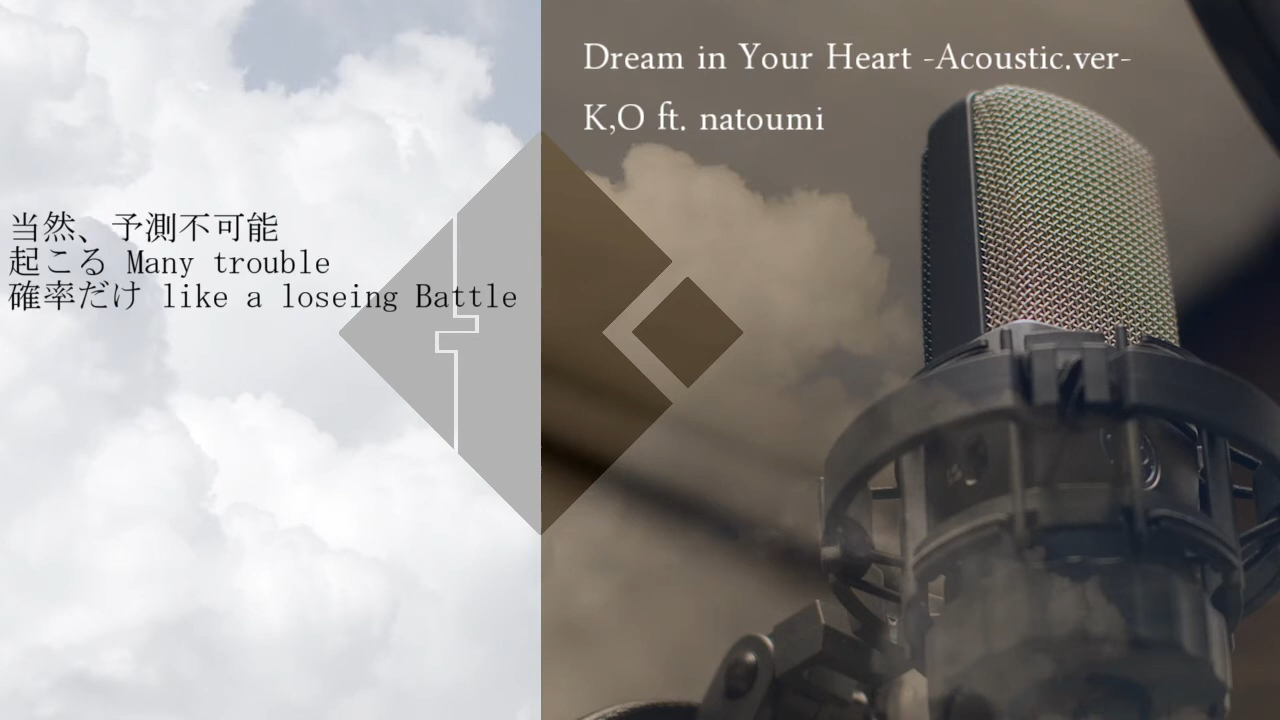 Dream in Your Heart -Acoustic.ver-
K,O ft. natoumi
当然、予測不可能
起こる Many trouble
確率だけ like a loseing Battle